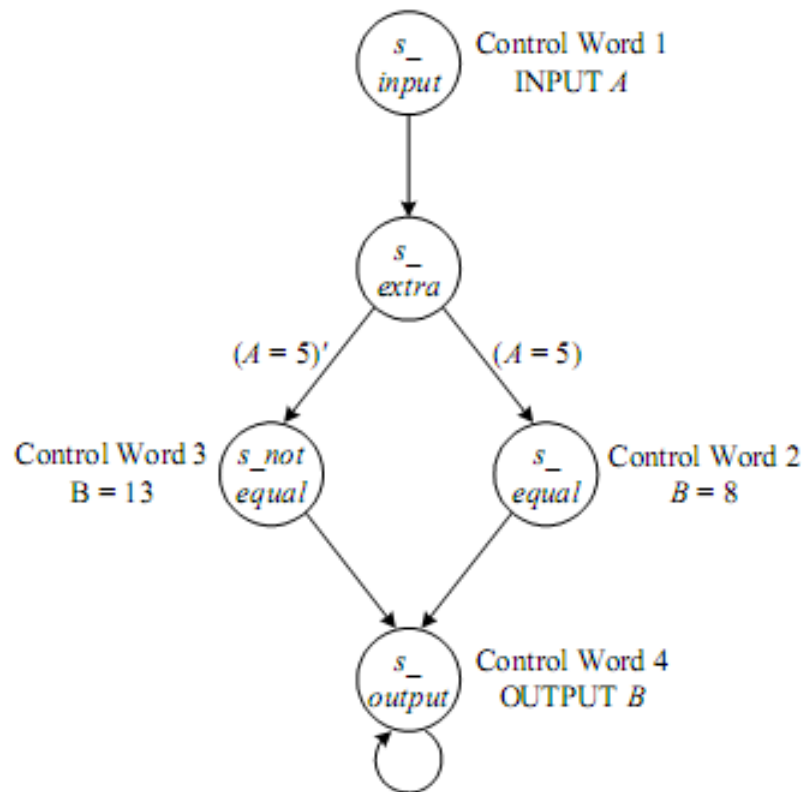 s_
input
Control Word 1
INPUT A
s_
extra
(A = 5)'
(A = 5)
Control Word 3
B = 13
s_not
equal
s_
equal
Control Word 2
B = 8
s_
output
Control Word 4
OUTPUT B